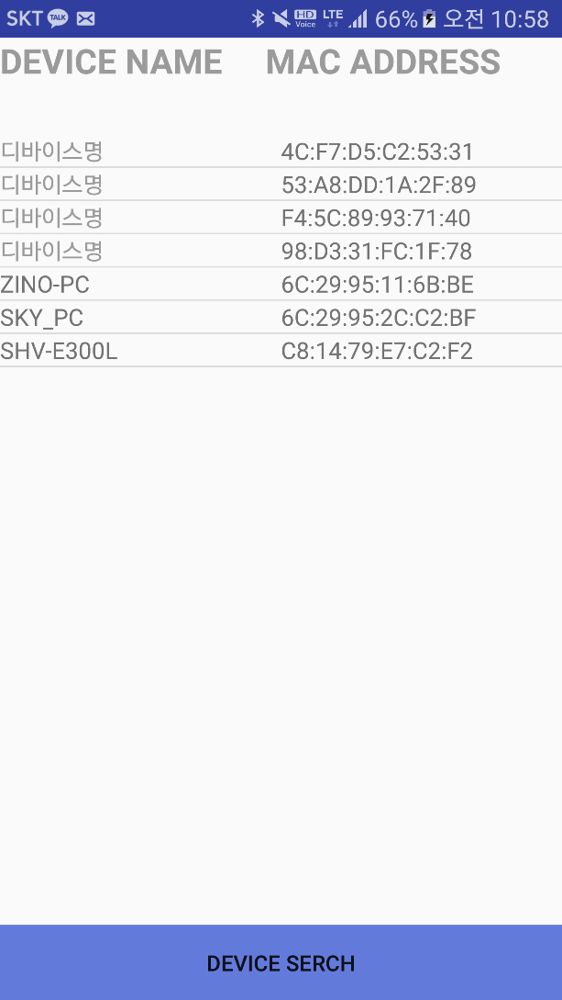 SKT TALK HD Voice LTE 66% 오전 10:58
DEVICE NAME MAC ADDRESS
디바이스명 4C:F7:D5:C2:53:31
디바이스명 53:A8:DD:1A:2F:89
디바이스명 F4:5C:89:93:71:40
디바이스명 98:D3:31:FC:1F:78
ZINO-PC 6C:29:95:11:6B:BE
SKY_PC 6C:29:95:2C:C2:BF
SHV-E300L C8:14:79:E7:C2:F2
DEVICE SERCH